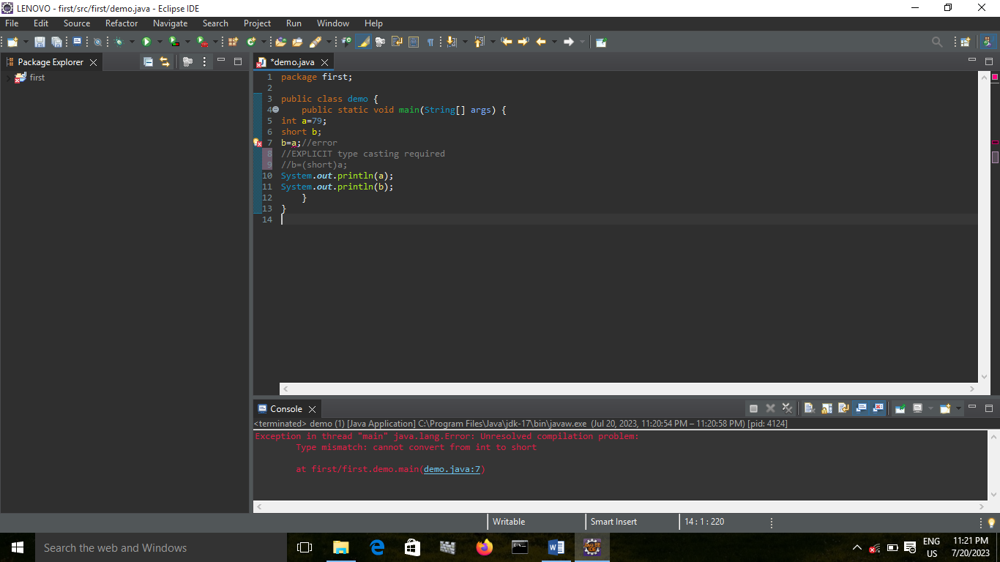 LENOVO - first/src/first/demo.java - Eclipse IDE
File Edit Source Refactor Navigate Search Project Run Window Help
Package Explorer
first
*demo.java
1 package first;
2
3 public class demo {
4 public static void main(String[] args) {
5 int a=79;
6 short b;
7 b=a;//error
8 //EXPLICIT type casting required
9 //b=(short)a;
10 System.out.println(a);
11 System.out.println(b);
12 }
13 }
14
Console
<terminated> demo (1) [Java Application] C:\Program Files\Java\jdk-17\bin\javaw.exe (Jul 20, 2023, 11:20:54 PM – 11:20:58 PM) [pid: 4124]
Exception in thread "main" java.lang.Error: Unresolved compilation problem:
Type mismatch: cannot convert from int to short
at first/first.demo.main(demo.java:7)
Writable Smart Insert 14 : 1 : 220
Search the web and Windows
Java EE IDE
ENG US
11:21 PM
7/20/2023